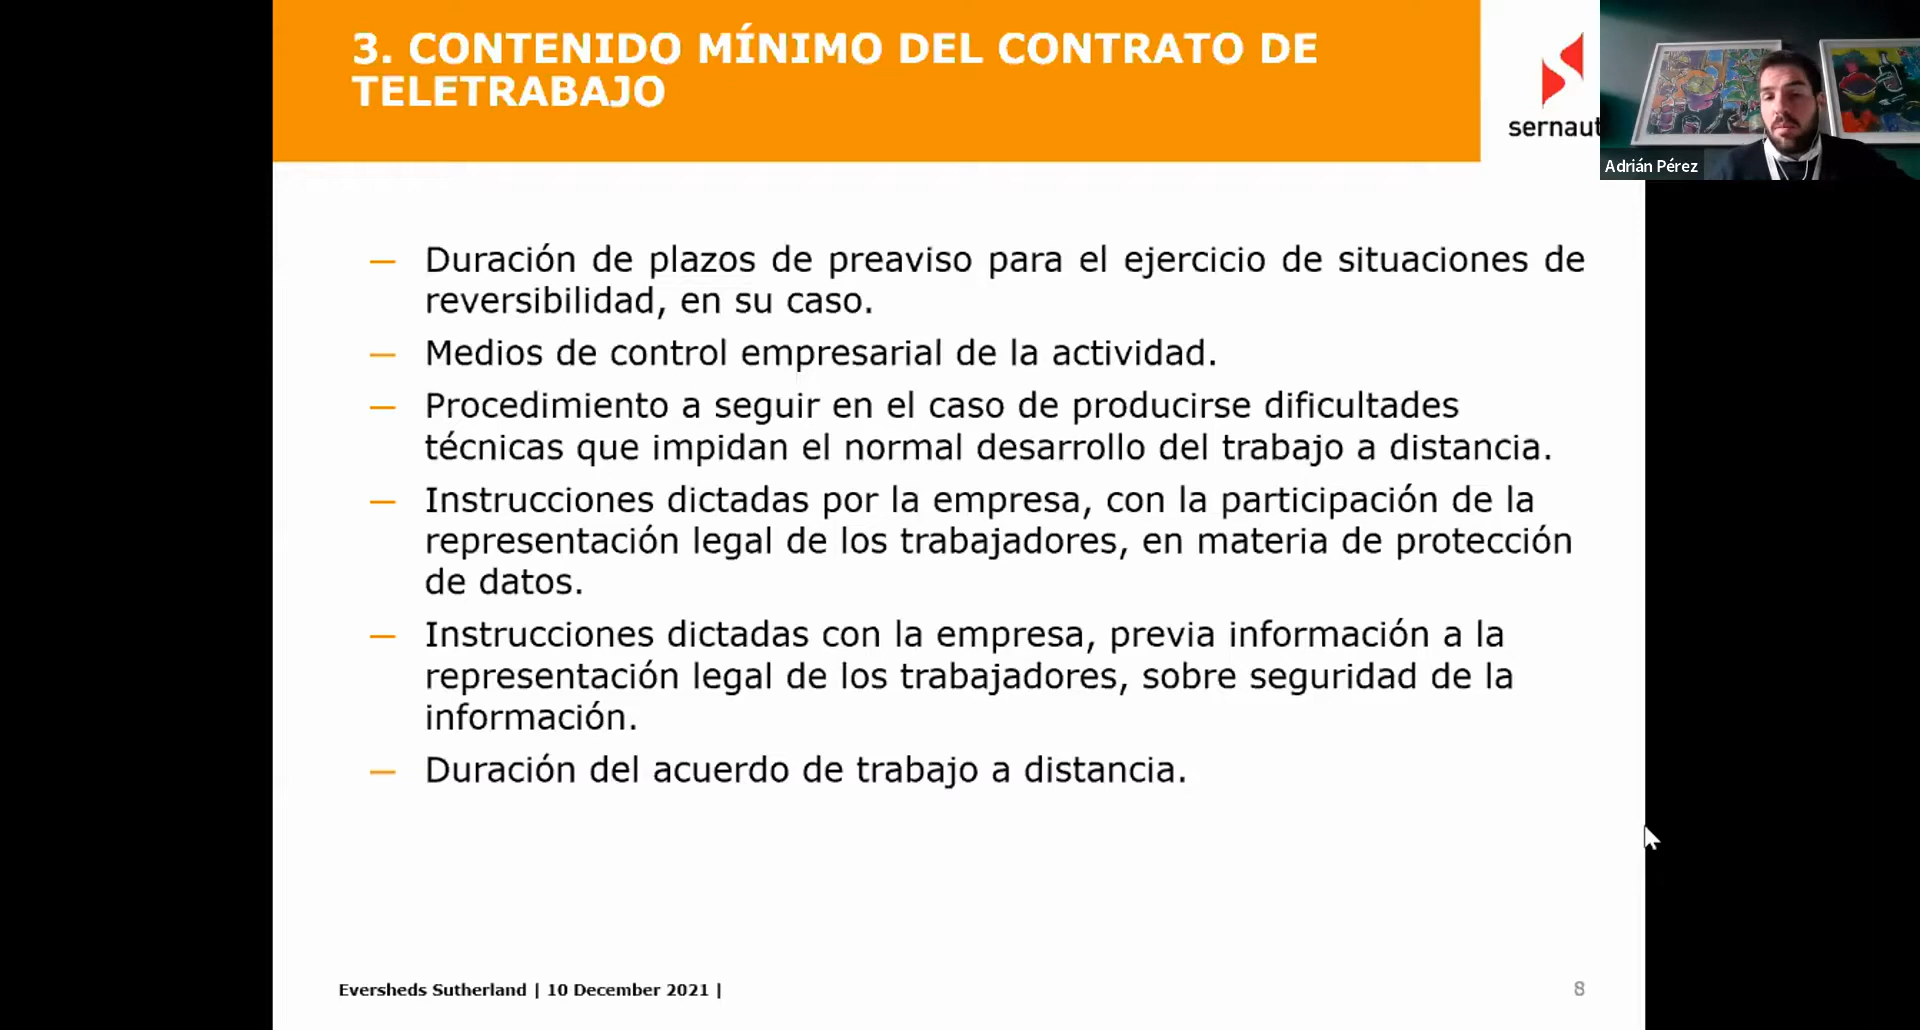 3. CONTENIDO MÍNIMO DEL CONTRATO DE
TELETRABAJO
sernaut
Adrián Pérez
— Duración de plazos de preaviso para el ejercicio de situaciones de
reversibilidad, en su caso.
— Medios de control empresarial de la actividad.
— Procedimiento a seguir en el caso de producirse dificultades
técnicas que impidan el normal desarrollo del trabajo a distancia.
— Instrucciones dictadas por la empresa, con la participación de la
representación legal de los trabajadores, en materia de protección
de datos.
— Instrucciones dictadas con la empresa, previa información a la
representación legal de los trabajadores, sobre seguridad de la
información.
— Duración del acuerdo de trabajo a distancia.
Eversheds Sutherland | 10 December 2021 |
8